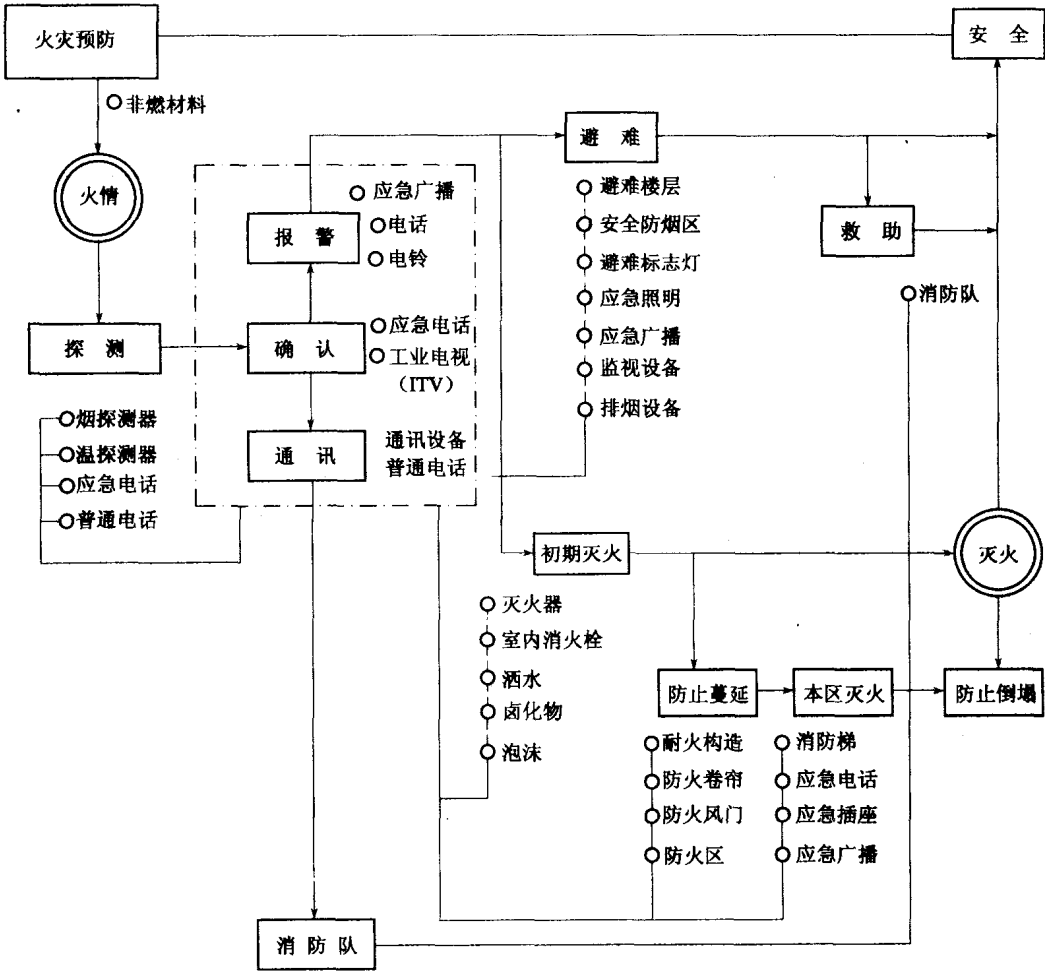 火灾预防
安全
非燃材料
火情
避难
应急广播
报警
电话
电铃
避难楼层
安全防烟区
避难标志灯
应急照明
应急广播
监视设备
排烟设备
救助
消防队
探测
确认
应急电话
工业电视
(ITV)
烟探测器
温探测器
应急电话
普通电话
通讯
通讯设备
普通电话
初期灭火
灭火
灭火器
室内消火栓
洒水
卤化物
泡沫
防止蔓延
本区灭火
防止倒塌
耐火构造
防火卷帘
防火风门
防火区
消防梯
应急电话
应急插座
应急广播
消防队